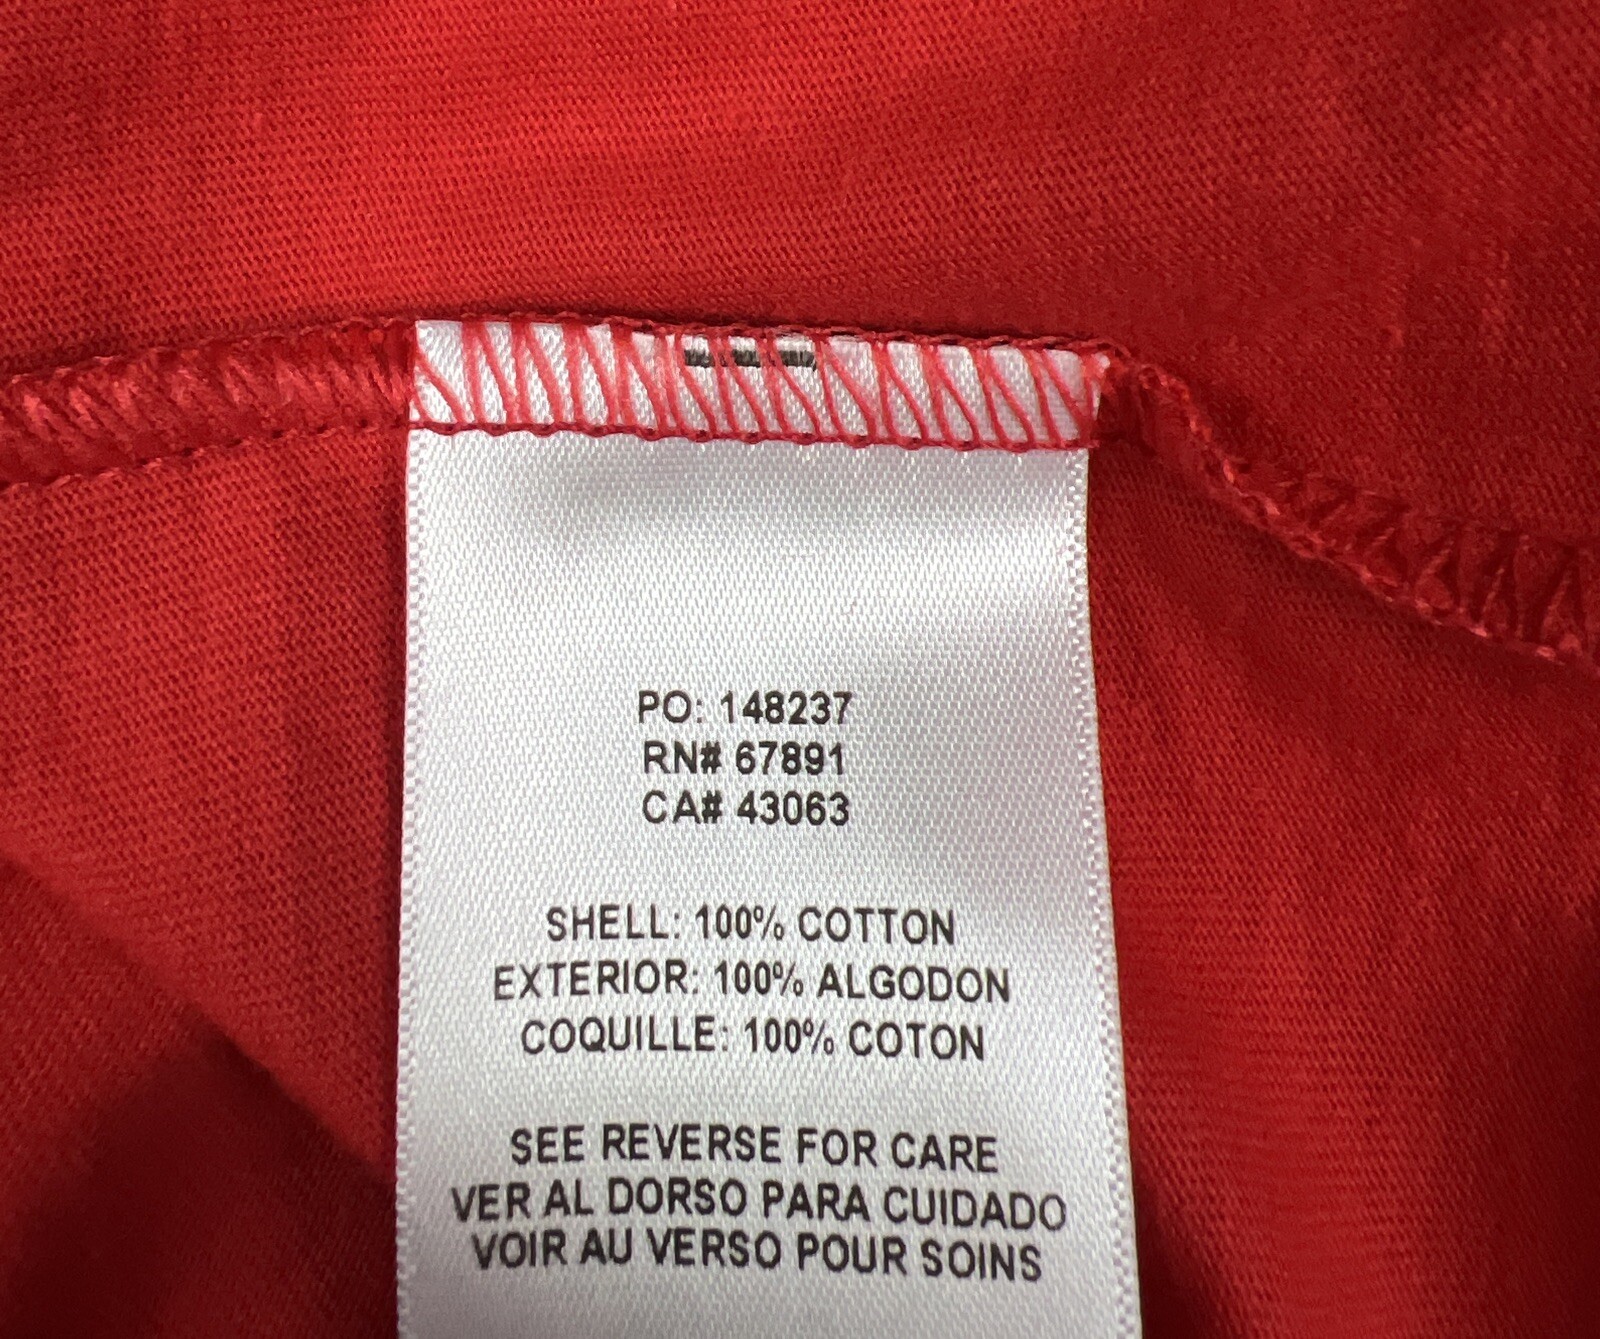 PO: 148237
RN# 67891
CA# 43063
SHELL: 100% COTTON
EXTERIOR: 100% ALGODON
COQUILLE: 100% COTON
SEE REVERSE FOR CARE
VER AL DORSO PARA CUIDADO
VOIR AU VERSO POUR SOINS